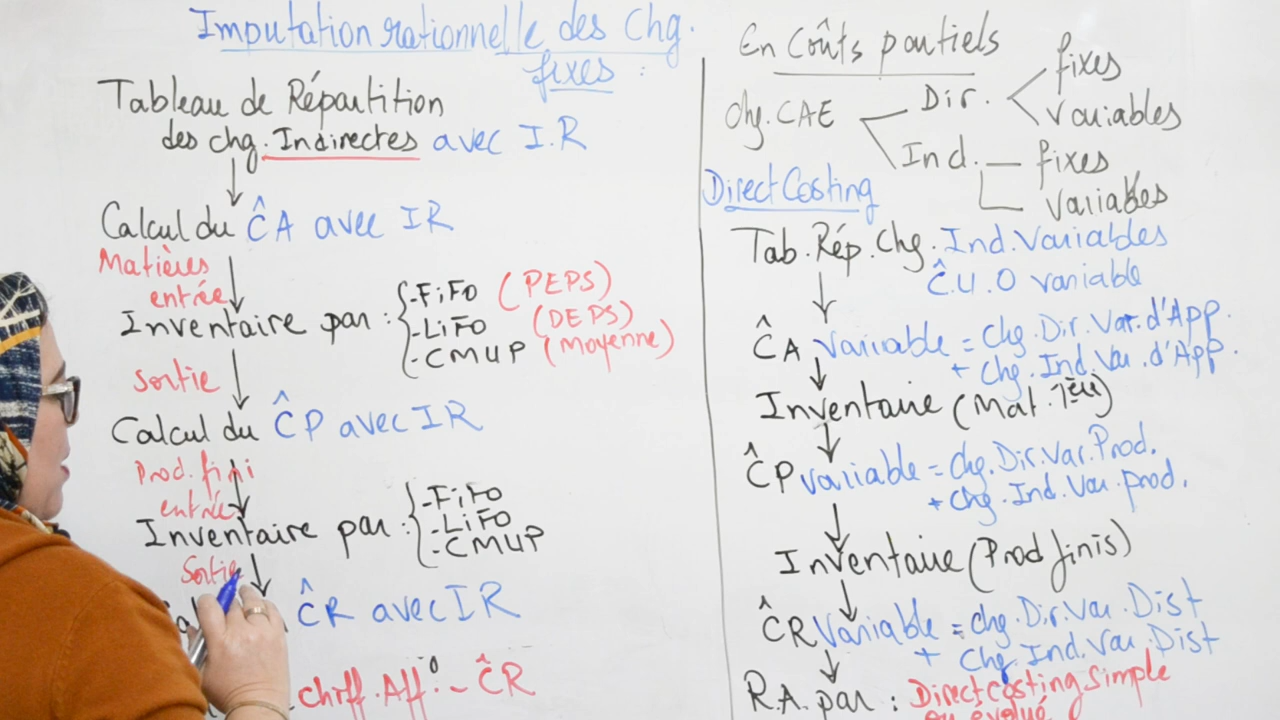 Imputation rationnelle des Chg.
fixes :
Tableau de Répartition
des chg. Indirectes avec I.R
Calcul du ĈA avec IR
Matières
entrée
Inventaire par :
-FiFo (PEPS)
-LiFo (DEPS)
-CMUP (Moyenne)
Sortie
Calcul du ĈP avec IR
Prod. fini
entrée
Inventaire par :
-FiFo
-LiFo
-CMUP
Sortie
ĈR avec IR
chiff.Aff. - ĈR
En Coûts partiels
chg. CAE
Dir.
fixes
variables
Ind.
fixes
variables
Direct Costing
Tab.Rép.Chg.Ind.Variables
Ĉ.U.O variable
ĈA variable = chg.Dir.Var.d'App.
+ chg.Ind.Var.d'App.
Inventaire (Mat.1ère)
ĈP variable = chg.Dir.Var.Prod.
+ chg.Ind.Var.prod.
Inventaire (Prod finis)
ĈR Variable = chg.Dir.Var.Dist
+ chg.Ind.Var.Dist
R.A.par : Direct costing simple
ou évolué